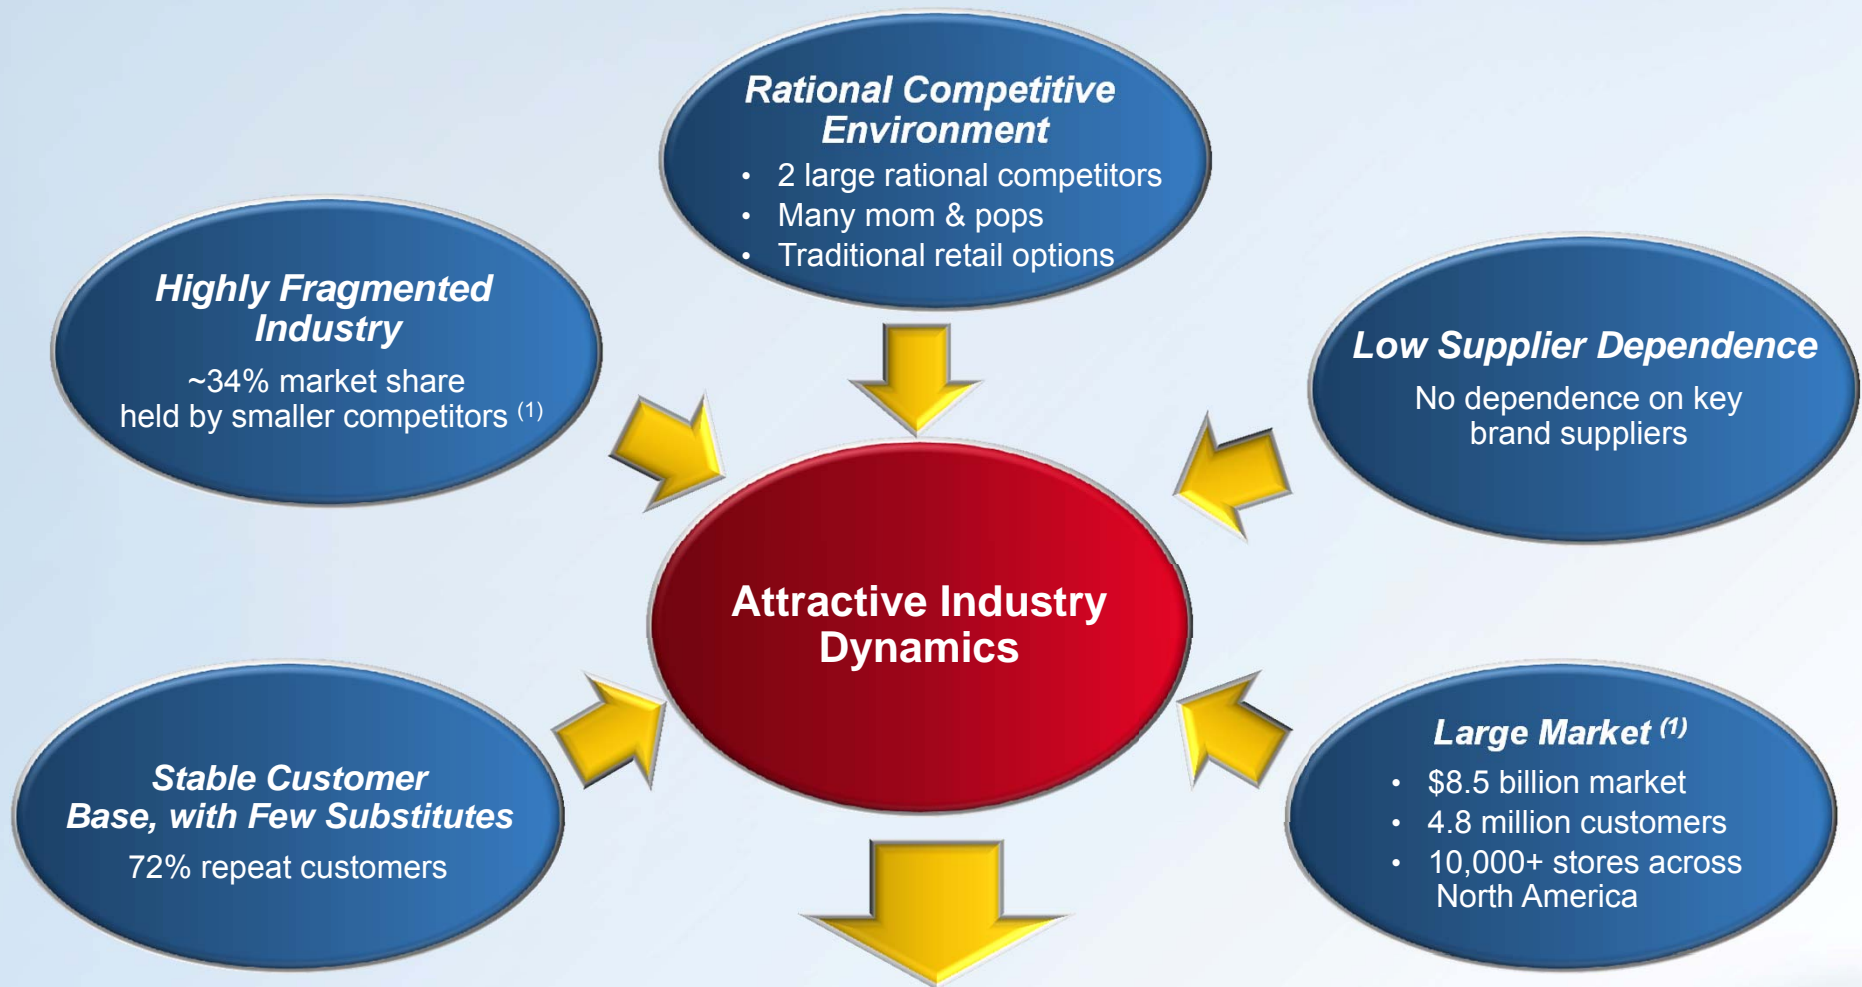 Rational Competitive
Environment
• 2 large rational competitors
• Many mom & pops
• Traditional retail options
Highly Fragmented
Industry
~34% market share
held by smaller competitors (1)
Low Supplier Dependence
No dependence on key
brand suppliers
Attractive Industry
Dynamics
Stable Customer
Base, with Few Substitutes
72% repeat customers
Large Market (1)
• $8.5 billion market
• 4.8 million customers
• 10,000+ stores across
North America